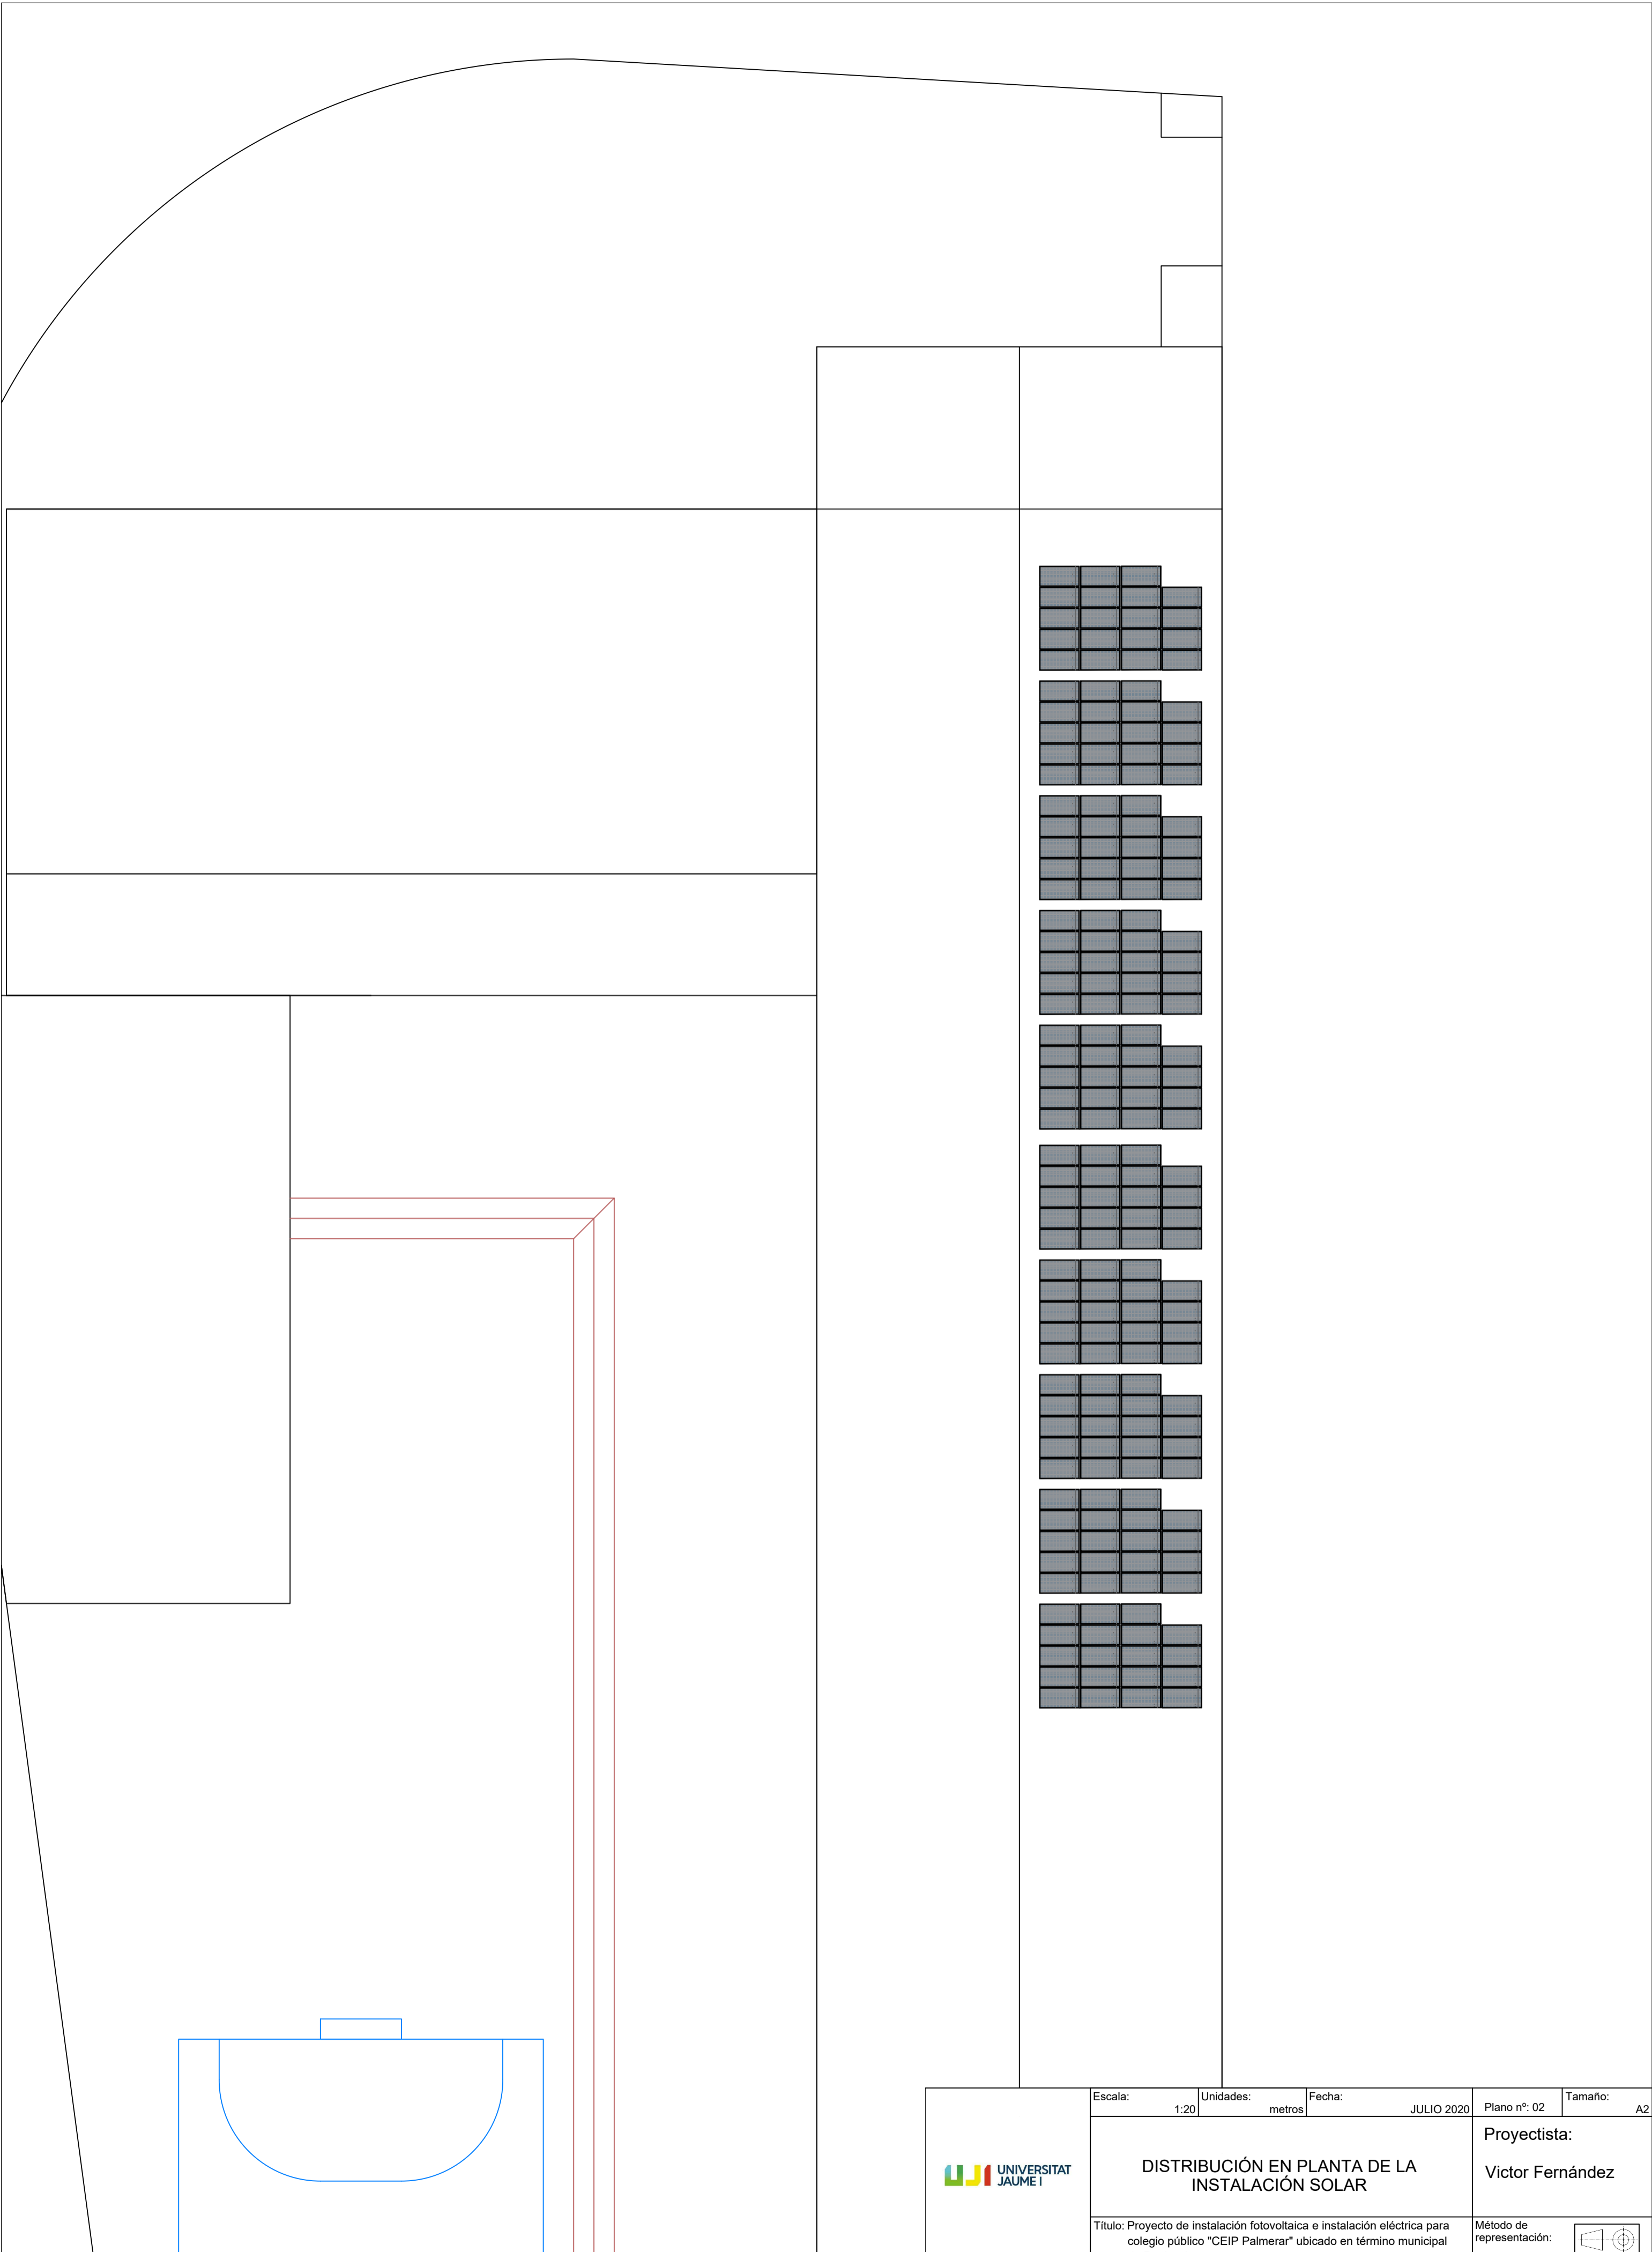 Escala:
1:20
Unidades:
metros
Fecha:
JULIO 2020
Plano nº: 02
Tamaño:
A2
UJI UNIVERSITAT
JAUME I
DISTRIBUCIÓN EN PLANTA DE LA
INSTALACIÓN SOLAR
Proyectista:
Victor Fernández
Título: Proyecto de instalación fotovoltaica e instalación eléctrica para
colegio público "CEIP Palmerar" ubicado en término municipal
Método de
representación: